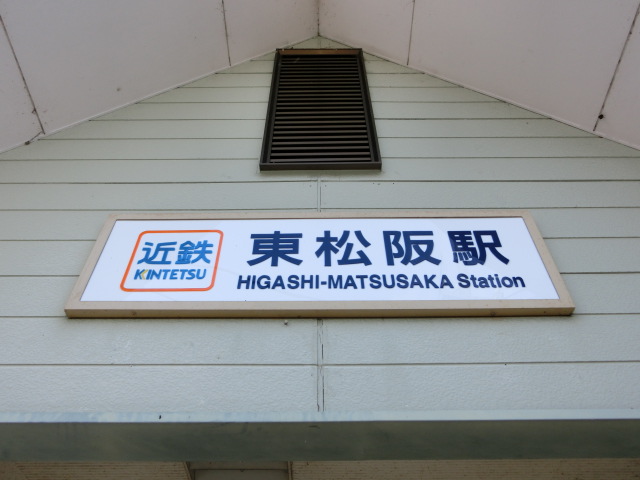 近鉄
KINTETSU
東松阪駅
HIGASHI-MATSUSAKA Station